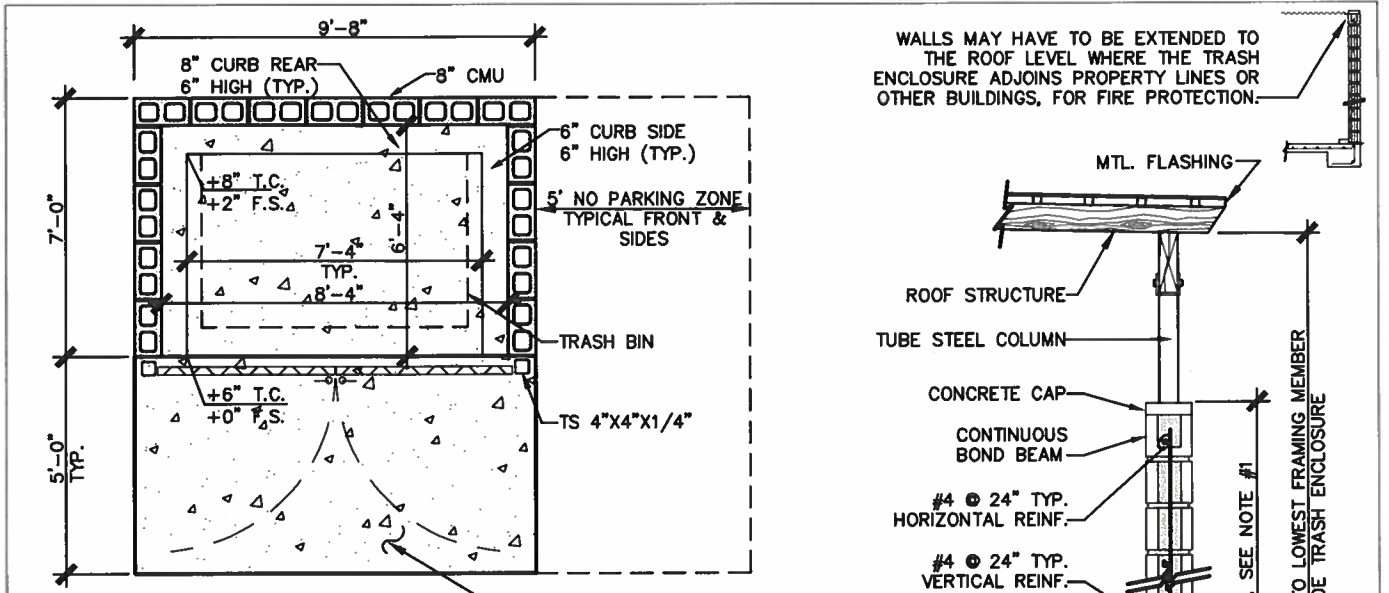 9'-8"
8" CURB REAR
6" HIGH (TYP.)
8" CMU
6" CURB SIDE
6" HIGH (TYP.)
+8" T.C.
+2" F.S.
7'-0"
6'-4"
5' NO PARKING ZONE
TYPICAL FRONT &
SIDES
7'-4"
TYP.
8'-4"
TRASH BIN
+6" T.C.
+0" F.S.
TS 4"X4"X1/4"
5'-0"
TYP.
WALLS MAY HAVE TO BE EXTENDED TO
THE ROOF LEVEL WHERE THE TRASH
ENCLOSURE ADJOINS PROPERTY LINES OR
OTHER BUILDINGS, FOR FIRE PROTECTION.
MTL. FLASHING
ROOF STRUCTURE
TUBE STEEL COLUMN
CONCRETE CAP
CONTINUOUS
BOND BEAM
#4 @ 24" TYP.
HORIZONTAL REINF.
#4 @ 24" TYP.
VERTICAL REINF.
SEE NOTE #1
TO LOWEST FRAMING MEMBER
TRASH ENCLOSURE